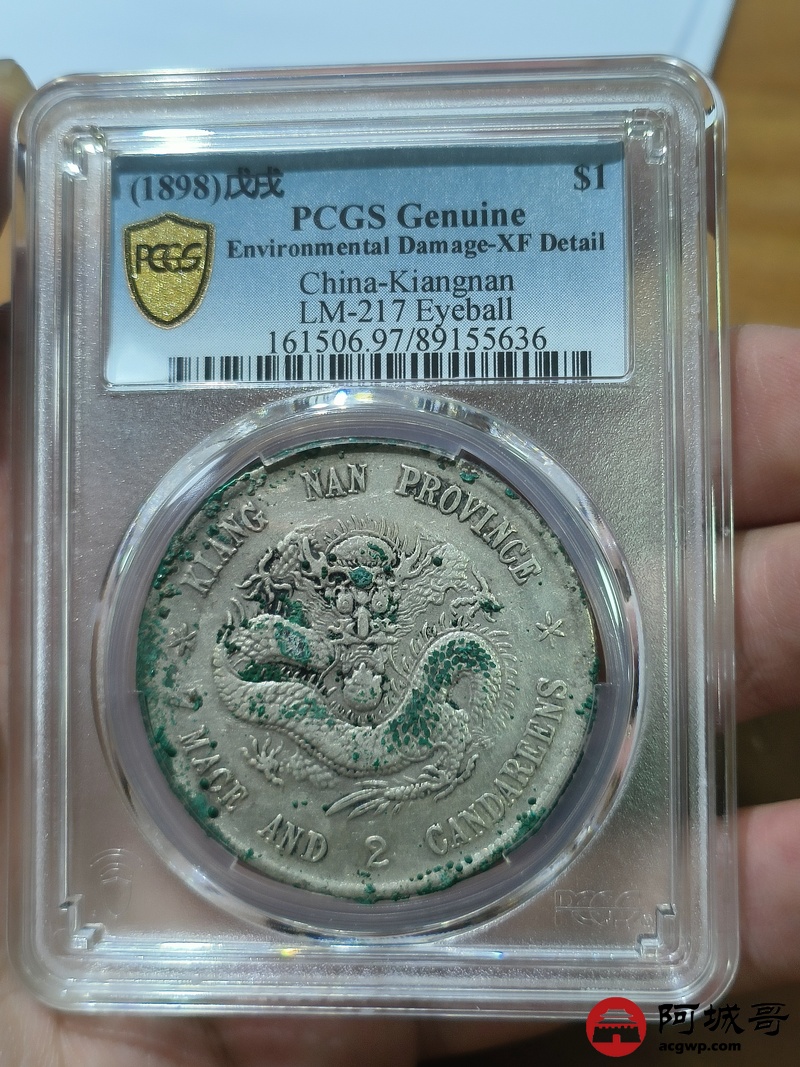 (1898)戊戌 $1
PCGS Genuine
Environmental Damage-XF Detail
China-Kiangnan
LM-217 Eyeball
161506.97/89155636
PCGS
KIANG NAN PROVINCE
7 MACE AND 2 CANDAREENS
PCGS
阿城哥
acgwp.com